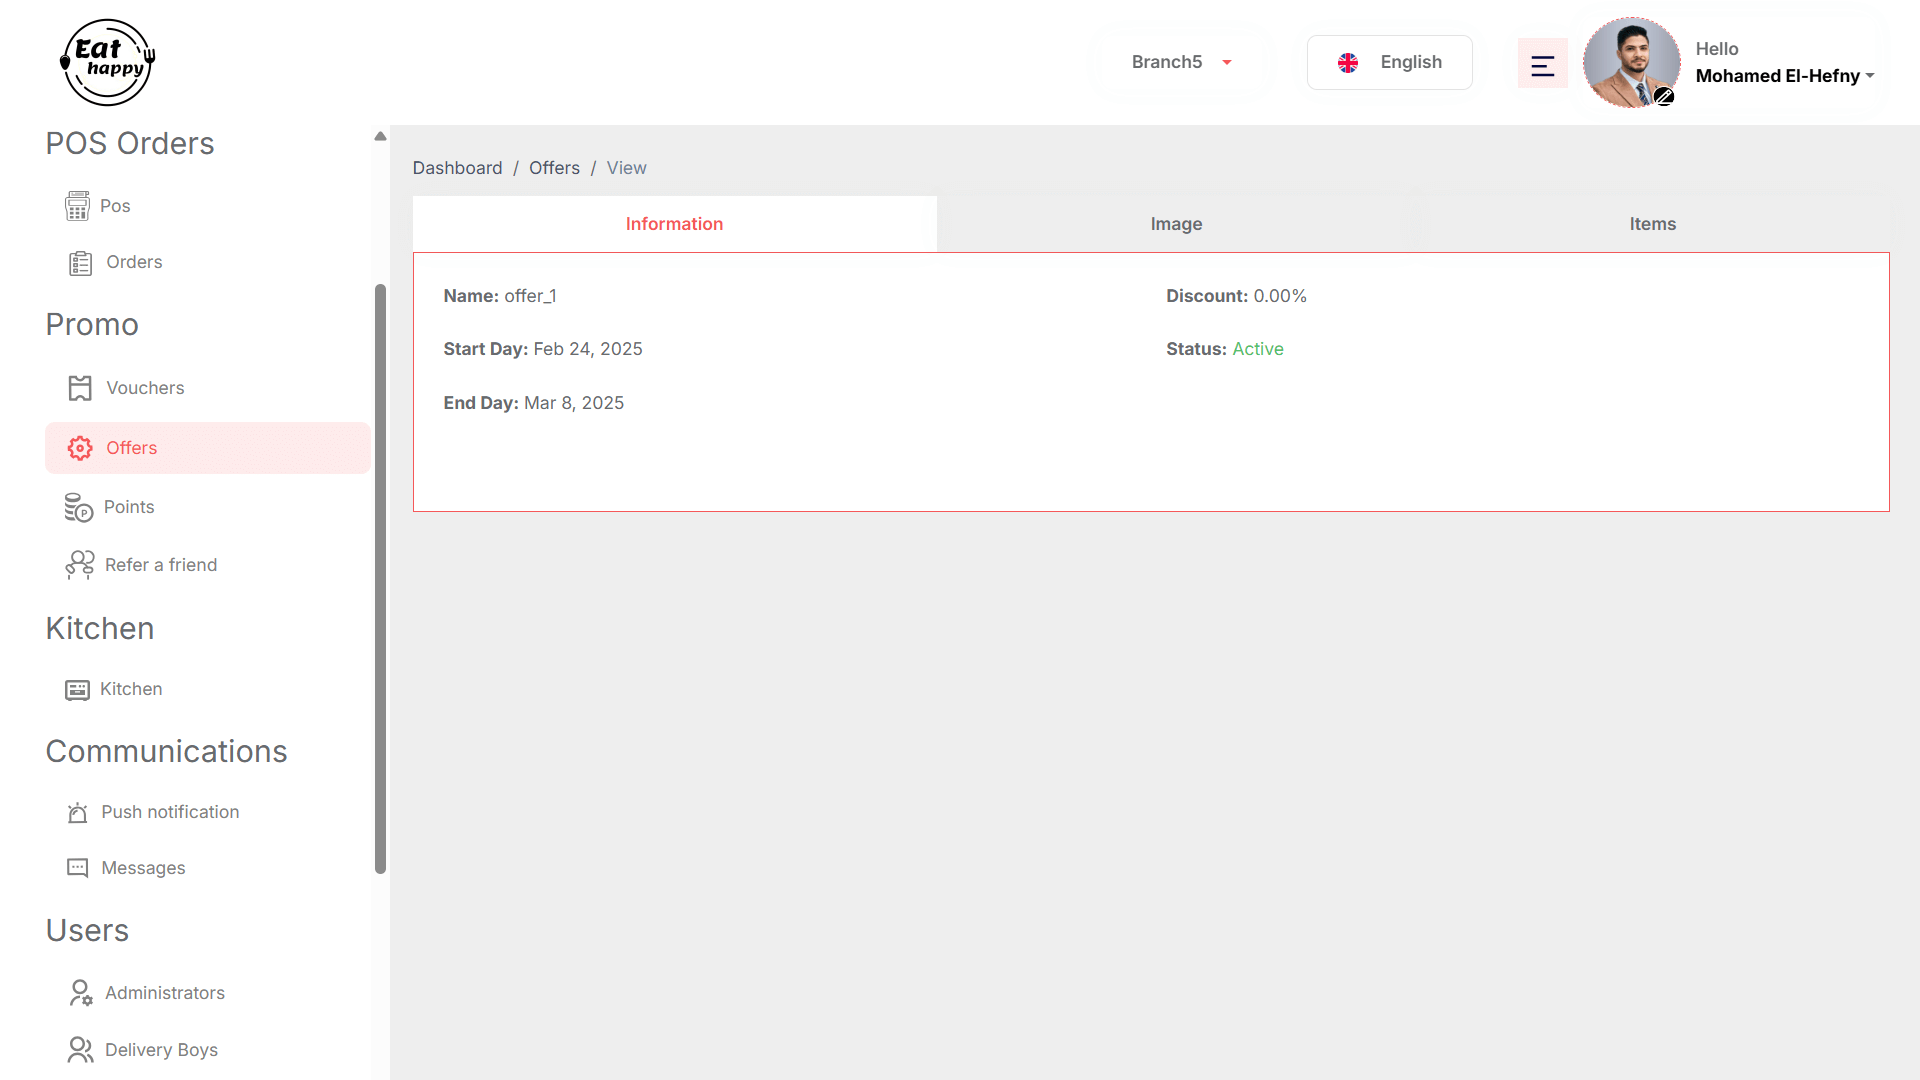 Eat
happy
Branch5
English
Hello
Mohamed El-Hefny
POS Orders
Pos
Orders
Promo
Vouchers
Offers
Points
Refer a friend
Kitchen
Kitchen
Communications
Push notification
Messages
Users
Administrators
Delivery Boys
Dashboard / Offers / View
Information
Image
Items
Name: offer_1
Discount: 0.00%
Start Day: Feb 24, 2025
Status: Active
End Day: Mar 8, 2025